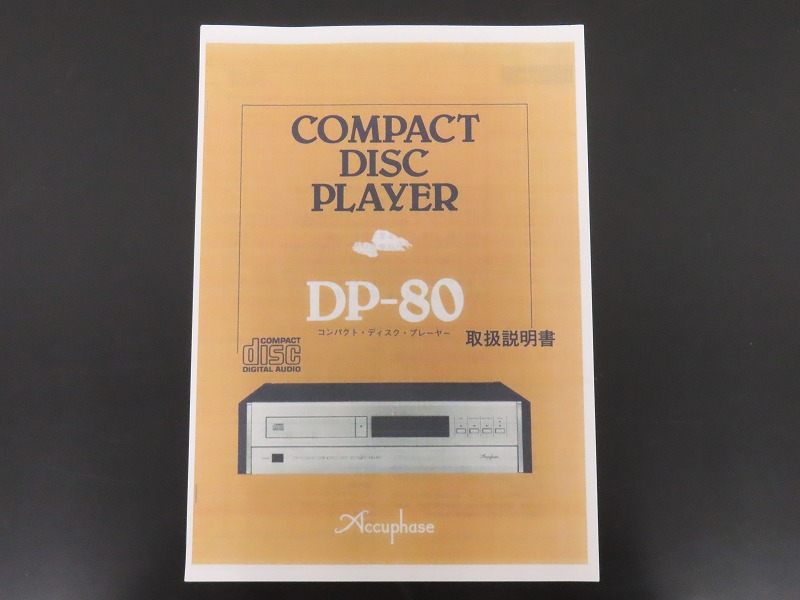 COMPACT
DISC
PLAYER
DP-80
コンパクト・ディスク・プレーヤー
取扱説明書
COMPACT
disc
DIGITAL AUDIO
Accuphase
Accuphase